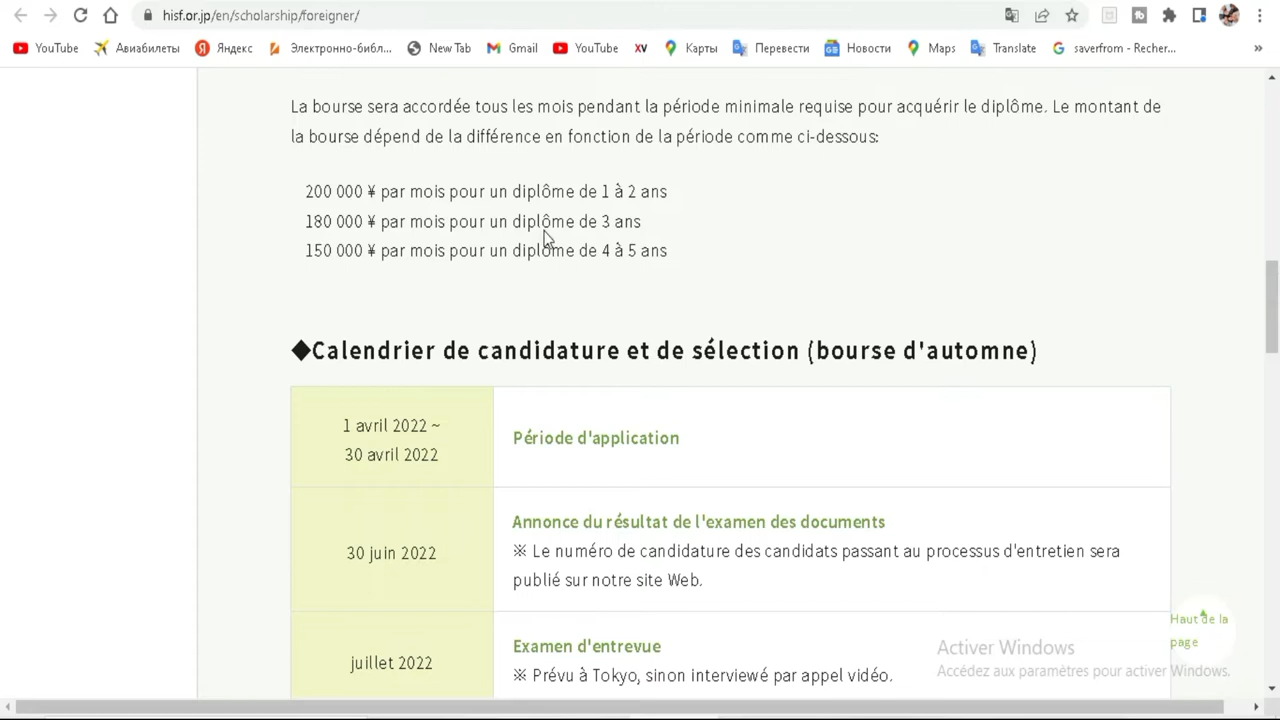 hisf.or.jp/en/scholarship/foreigner/
YouTube Авиабилеты Яндекс Электронно-библ... New Tab Gmail YouTube XV Карты Перевести Новости Maps Translate saverfrom - Recher... »
La bourse sera accordée tous les mois pendant la période minimale requise pour acquérir le diplôme. Le montant de
la bourse dépend de la différence en fonction de la période comme ci-dessous:
200 000 ¥ par mois pour un diplôme de 1 à 2 ans
180 000 ¥ par mois pour un diplôme de 3 ans
150 000 ¥ par mois pour un diplôme de 4 à 5 ans
◆Calendrier de candidature et de sélection (bourse d'automne)
1 avril 2022 ~
30 avril 2022
Période d'application
30 juin 2022
Annonce du résultat de l'examen des documents
※ Le numéro de candidature des candidats passant au processus d'entretien sera
publié sur notre site Web.
juillet 2022
Examen d'entrevue
※ Prévu à Tokyo, sinon interviewé par appel vidéo.
Haut de la
page
Activer Windows
Accédez aux paramètres pour activer Windows.